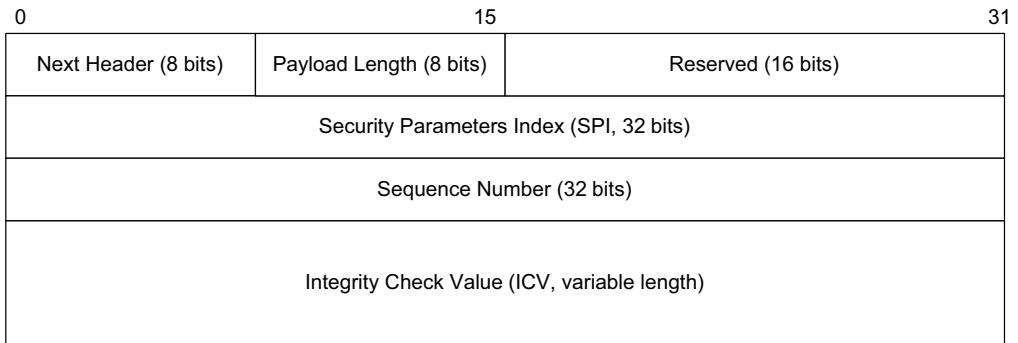 0 15 31
Next Header (8 bits) Payload Length (8 bits) Reserved (16 bits)
Security Parameters Index (SPI, 32 bits)
Sequence Number (32 bits)
Integrity Check Value (ICV, variable length)